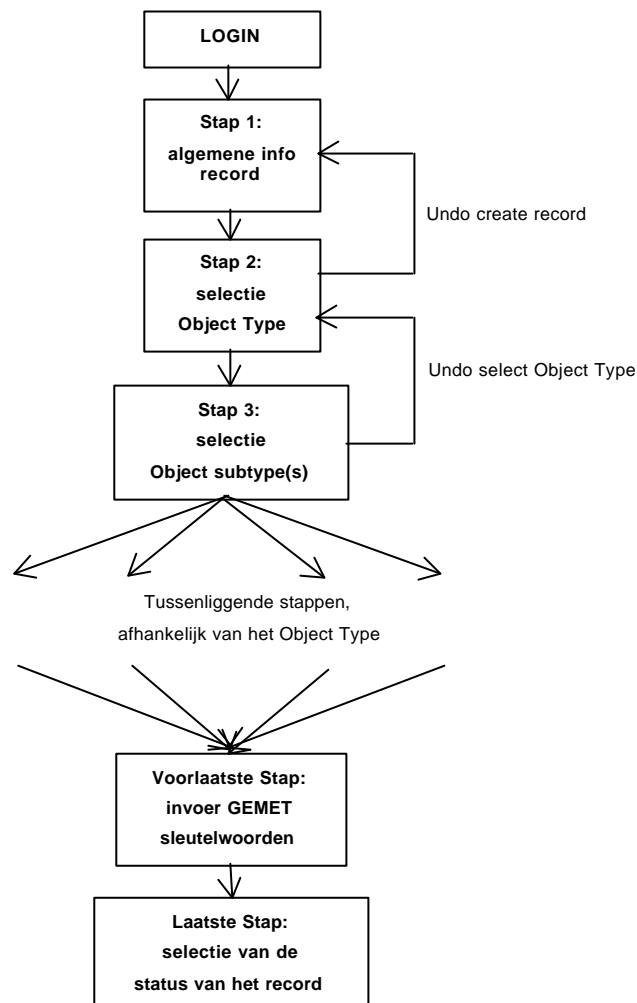 LOGIN
Stap 1:
algemene info
record
Undo create record
Stap 2:
selectie
Object Type
Undo select Object Type
Stap 3:
selectie
Object subtype(s)
Tussenliggende stappen,
afhankelijk van het Object Type
Voorlaatste Stap:
invoer GEMET
sleutelwoorden
Laatste Stap:
selectie van de
status van het record